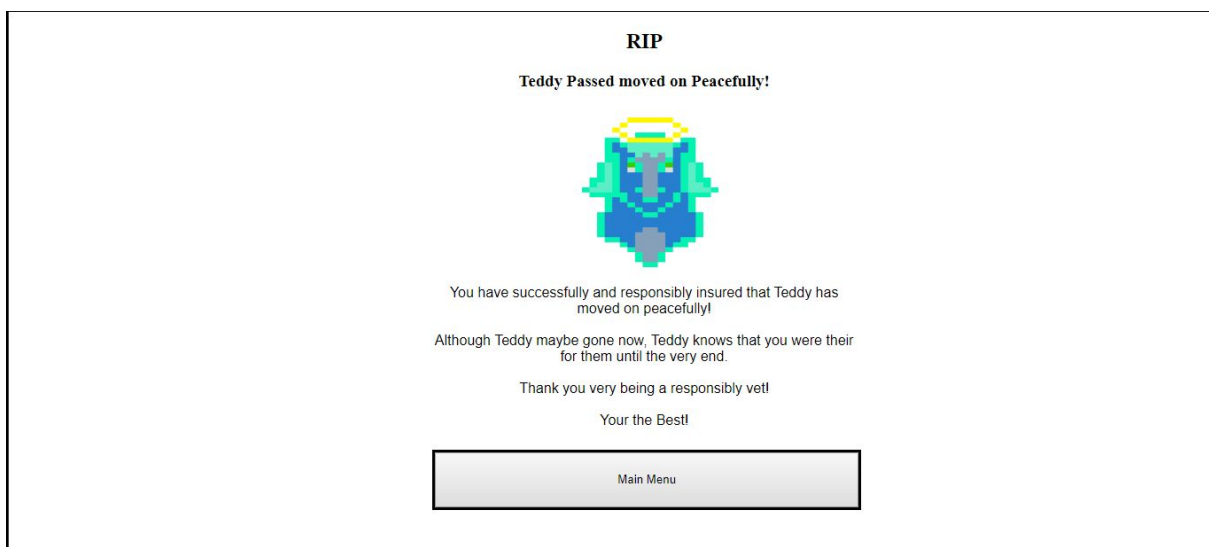 RIP
Teddy Passed moved on Peacefully!
You have successfully and responsibly insured that Teddy has
moved on peacefully!
Although Teddy maybe gone now, Teddy knows that you were their
for them until the very end.
Thank you very being a responsibly vet!
Your the Best!
Main Menu